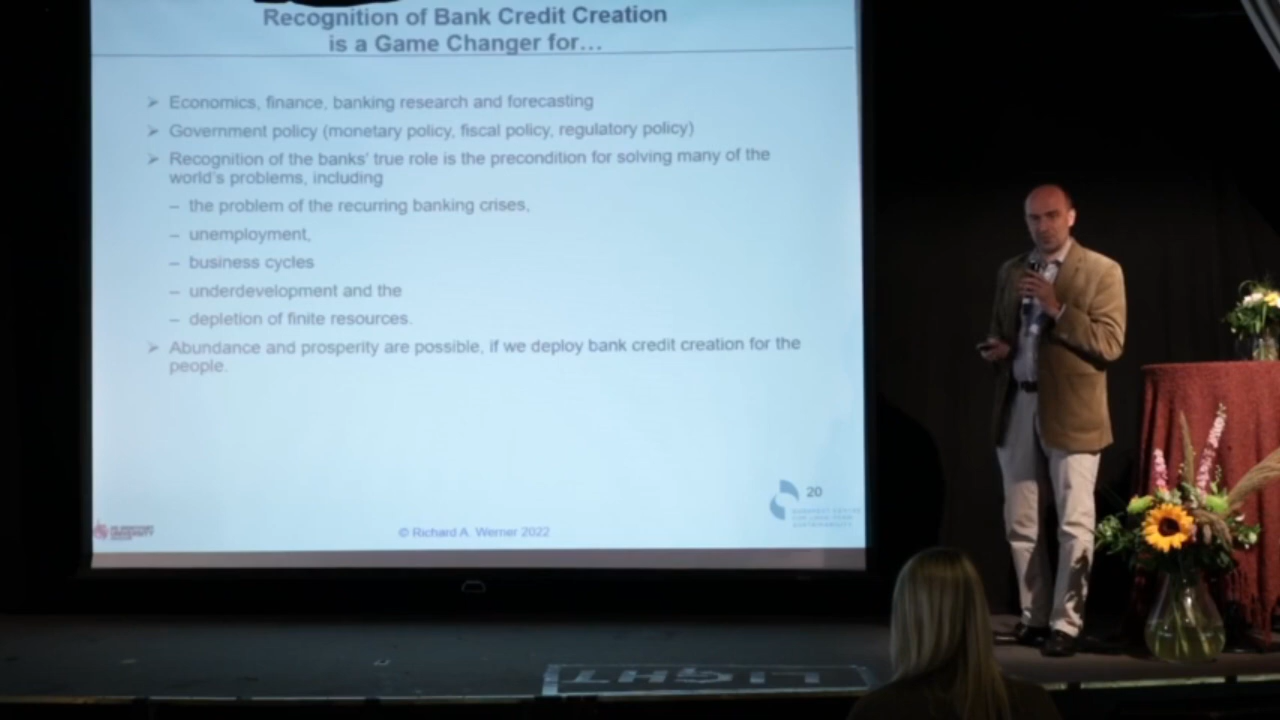 Recognition of Bank Credit Creation
is a Game Changer for...
➢ Economics, finance, banking research and forecasting
➢ Government policy (monetary policy, fiscal policy, regulatory policy)
➢ Recognition of the banks' true role is the precondition for solving many of the
world's problems, including
– the problem of the recurring banking crises,
– unemployment,
– business cycles
– underdevelopment and the
– depletion of finite resources.
➢ Abundance and prosperity are possible, if we deploy bank credit creation for the
people.
20
UNIVERSITY
© Richard A. Werner 2022
LIGHT